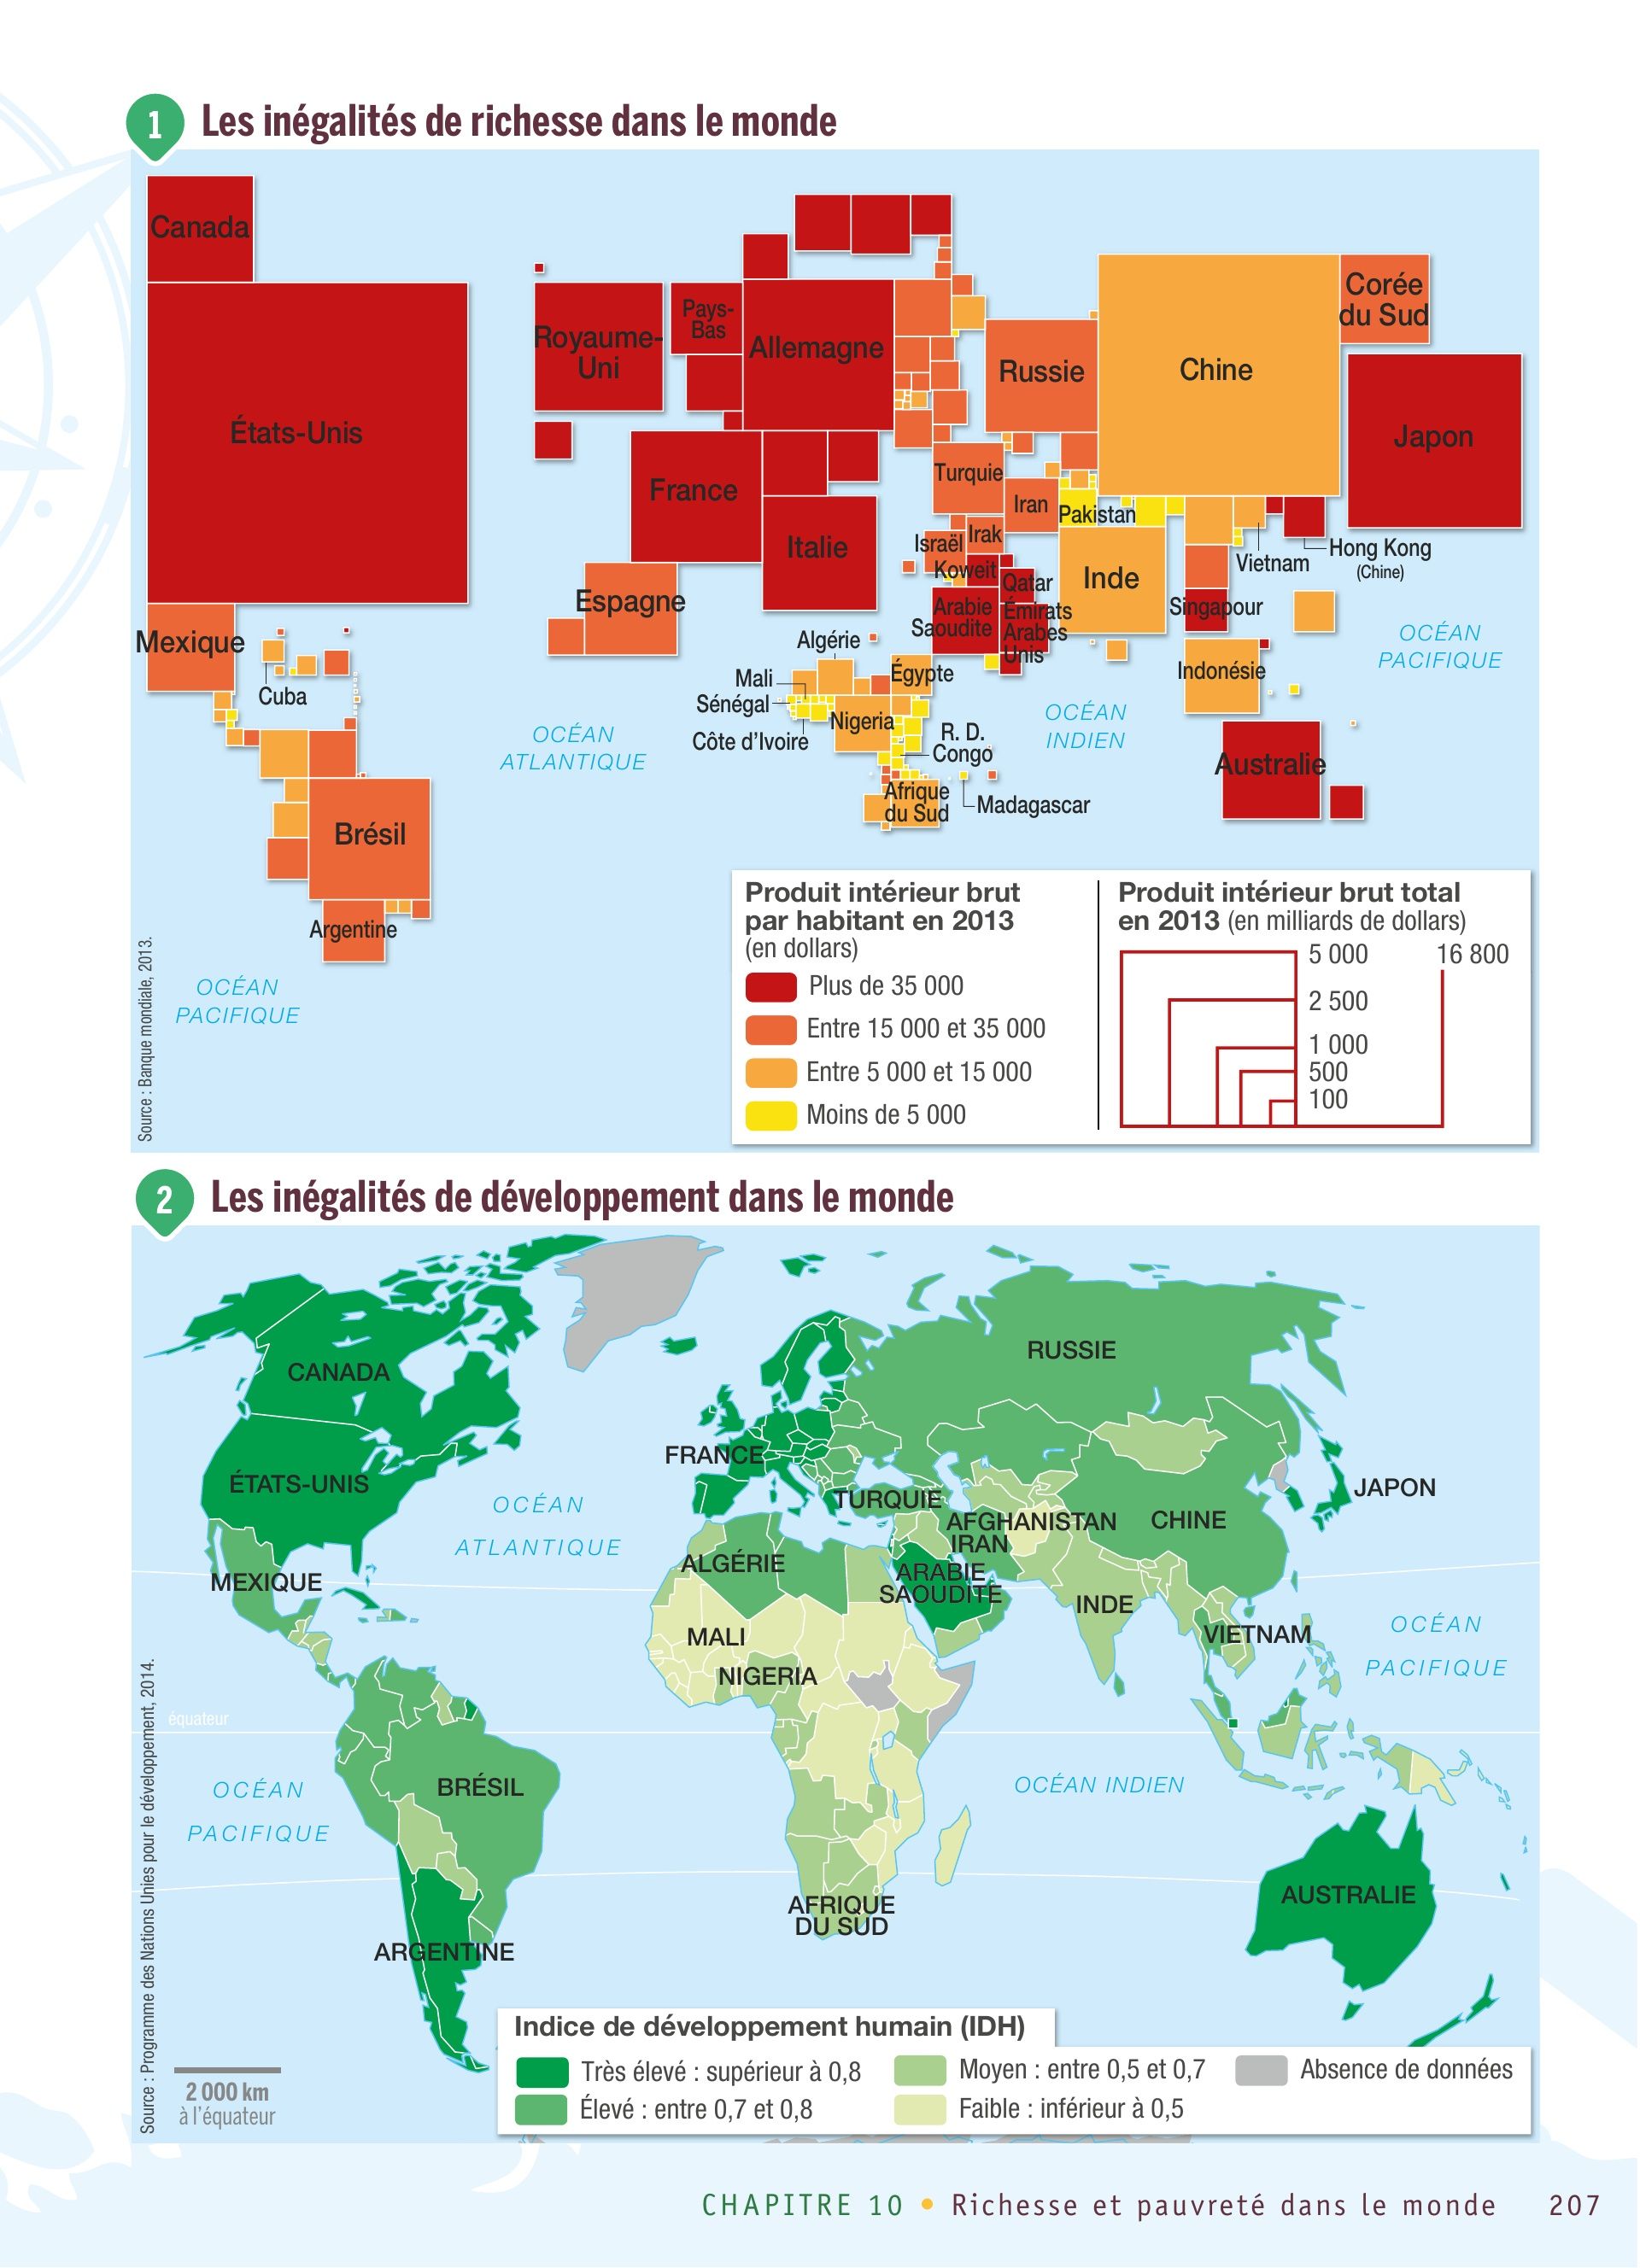 1 Les inégalités de richesse dans le monde
Canada
États-Unis
Mexique
Cuba
Brésil
Argentine
Royaume-
Uni
Pays-
Bas
Allemagne
France
Italie
Espagne
Russie
Chine
Corée
du Sud
Japon
Turquie
Iran
Pakistan
Israël
Irak
Koweit
Qatar
Arabie
Saoudite
Émirats
Arabes
Unis
Inde
Vietnam
Hong Kong
(Chine)
Singapour
Indonésie
Australie
Algérie
Mali
Sénégal
Côte d'Ivoire
Égypte
Nigeria
R. D.
Congo
Afrique
du Sud
Madagascar
OCÉAN
ATLANTIQUE
OCÉAN
INDIEN
OCÉAN
PACIFIQUE
OCÉAN
PACIFIQUE
Source : Banque mondiale, 2013.
Produit intérieur brut
par habitant en 2013
(en dollars)
Plus de 35 000
Entre 15 000 et 35 000
Entre 5 000 et 15 000
Moins de 5 000
Produit intérieur brut total
en 2013 (en milliards de dollars)
5 000
16 800
2 500
1 000
500
100
2 Les inégalités de développement dans le monde
CANADA
ÉTATS-UNIS
MEXIQUE
BRÉSIL
ARGENTINE
FRANCE
RUSSIE
TURQUIE
AFGHANISTAN
IRAN
CHINE
JAPON
ALGÉRIE
ARABIE
SAOUDITE
INDE
VIETNAM
MALI
NIGERIA
AFRIQUE
DU SUD
AUSTRALIE
OCÉAN
ATLANTIQUE
OCÉAN
PACIFIQUE
équateur
OCÉAN
PACIFIQUE
OCÉAN INDIEN
Source : Programme des Nations Unies pour le développement, 2014.
2 000 km
à l'équateur
Indice de développement humain (IDH)
Très élevé : supérieur à 0,8
Élevé : entre 0,7 et 0,8
Moyen : entre 0,5 et 0,7
Faible : inférieur à 0,5
Absence de données
CHAPITRE 10 • Richesse et pauvreté dans le monde 207